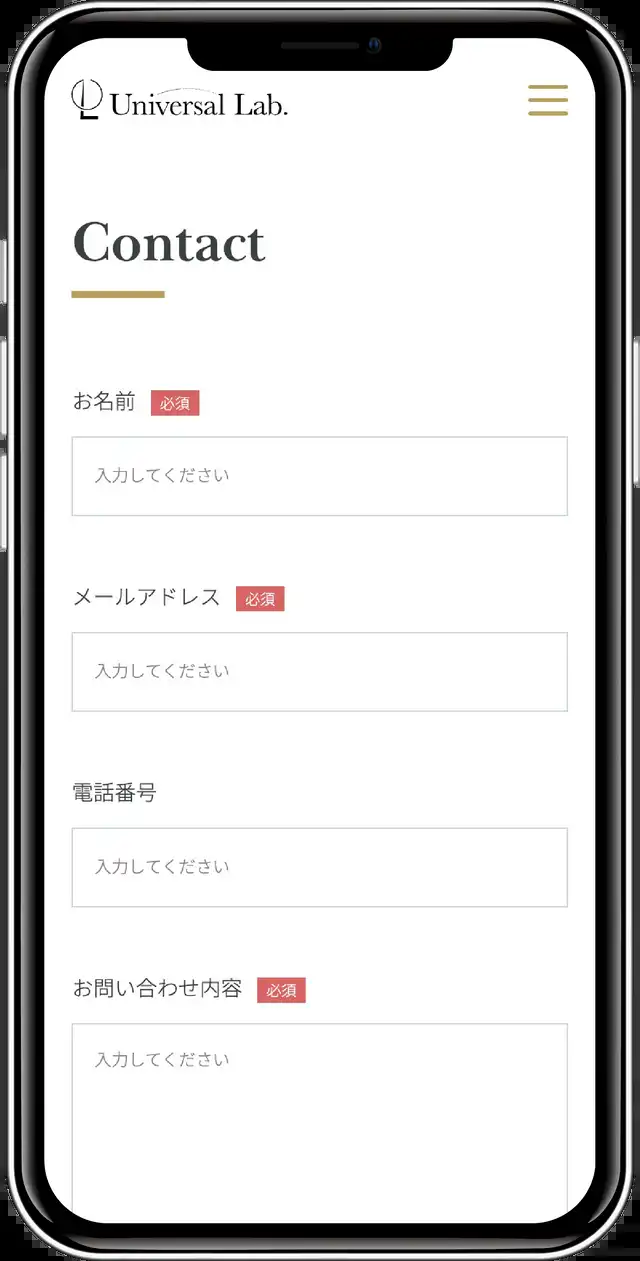 Universal Lab.
Contact
お名前 必須
入力してください
メールアドレス 必須
入力してください
電話番号
入力してください
お問い合わせ内容 必須
入力してください